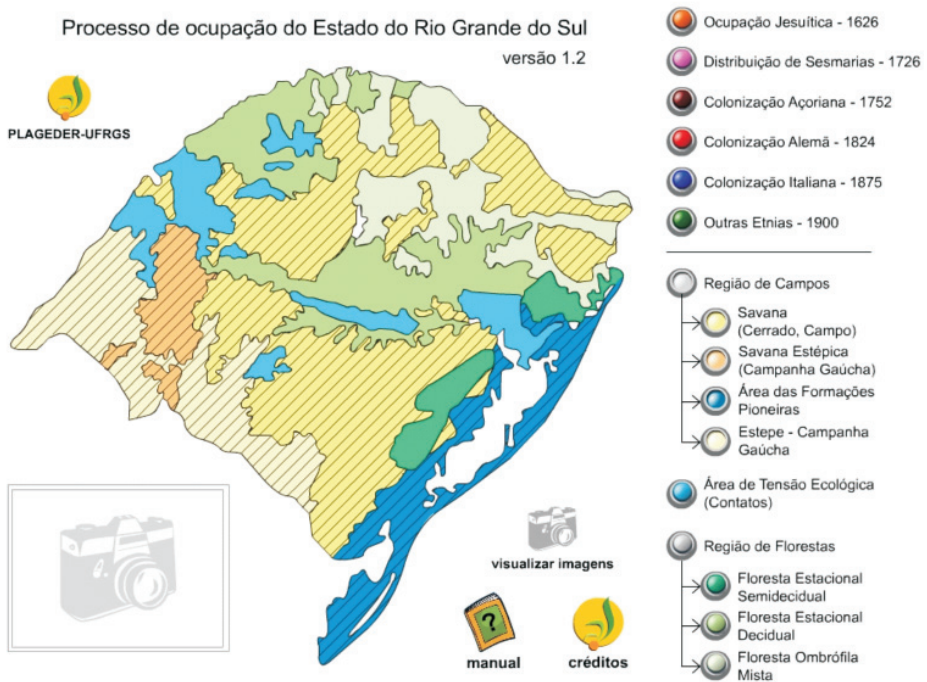 Processo de ocupação do Estado do Rio Grande do Sul
versão 1.2
PLAGEDER-UFRGS
visualizar imagens
?
manual
créditos
Ocupação Jesuítica - 1626
Distribuição de Sesmarias - 1726
Colonização Açoriana - 1752
Colonização Alemã - 1824
Colonização Italiana - 1875
Outras Etnias - 1900
Região de Campos
Savana
(Cerrado, Campo)
Savana Estépica
(Campanha Gaúcha)
Área das Formações
Pioneiras
Estepe - Campanha
Gaúcha
Área de Tensão Ecológica
(Contatos)
Região de Florestas
Floresta Estacional
Semidecidual
Floresta Estacional
Decidual
Floresta Ombrófila
Mista